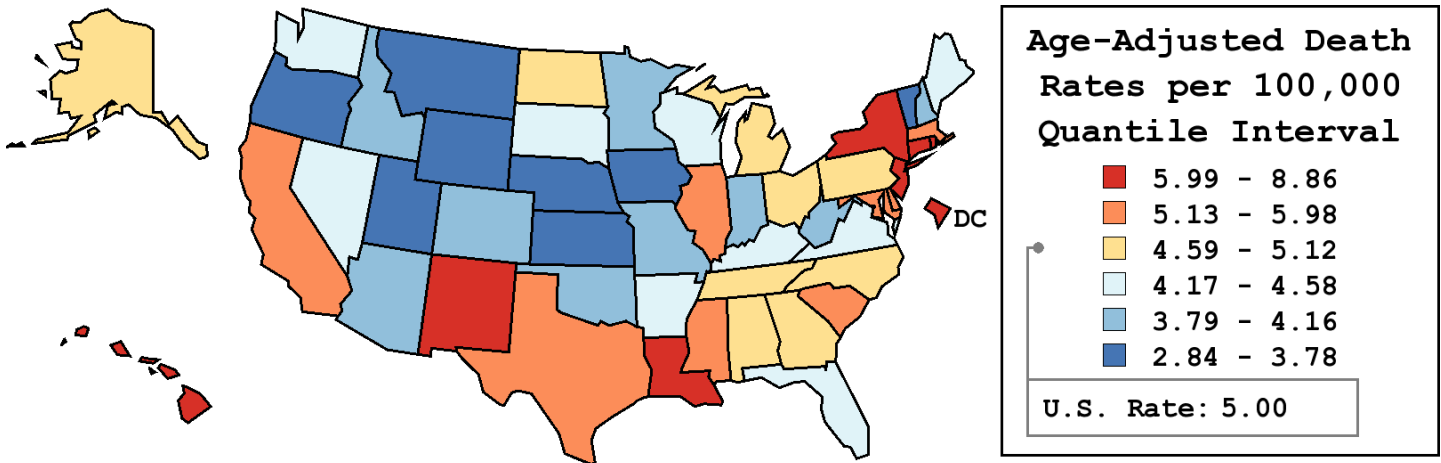 Age-Adjusted Death
Rates per 100,000
Quantile Interval
5.99 - 8.86
5.13 - 5.98
4.59 - 5.12
4.17 - 4.58
3.79 - 4.16
2.84 - 3.78
U.S. Rate: 5.00
DC